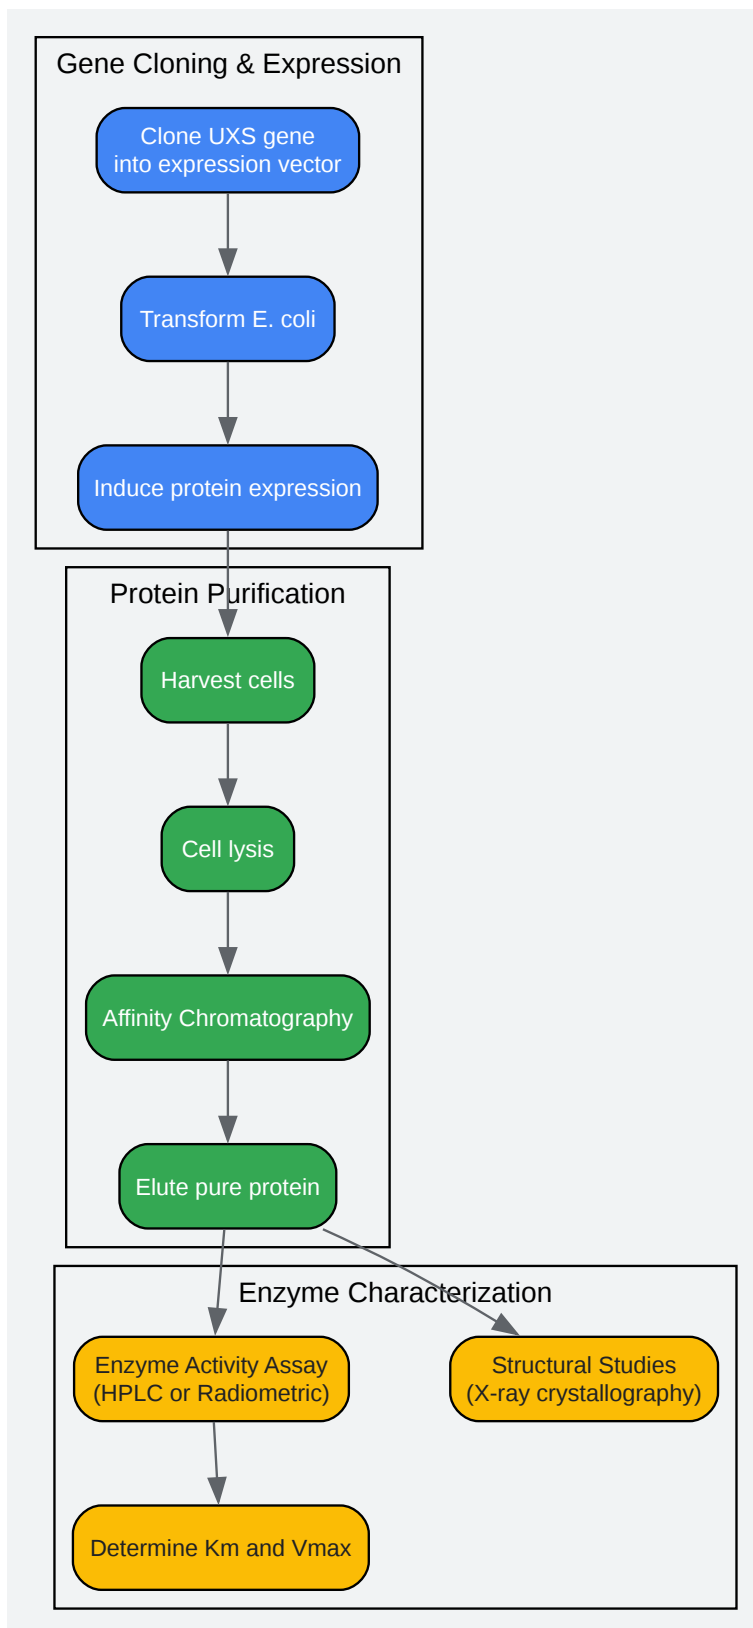 Gene Cloning & Expression
Clone UXS gene
into expression vector
Transform E. coli
Induce protein expression
Protein Purification
Harvest cells
Cell lysis
Affinity Chromatography
Elute pure protein
Enzyme Characterization
Enzyme Activity Assay
(HPLC or Radiometric)
Structural Studies
(X-ray crystallography)
Determine Km and Vmax